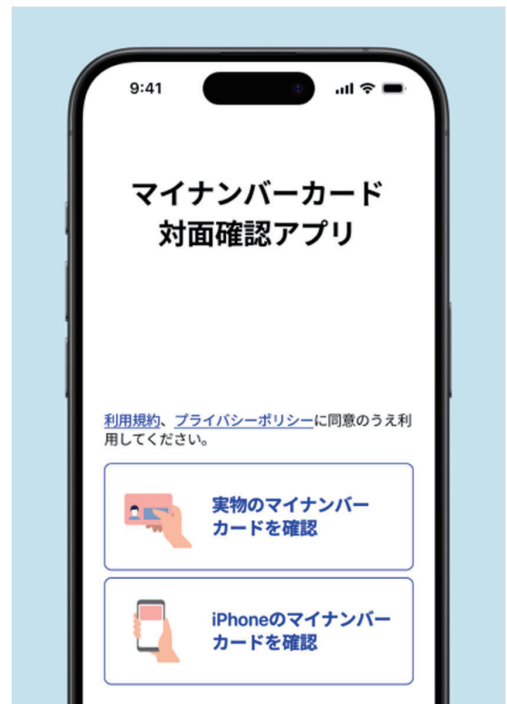 9:41
マイナンバーカード
対面確認アプリ
利用規約、プライバシーポリシーに同意のうえ利
用してください。
実物のマイナンバー
カードを確認
iPhoneのマイナンバー
カードを確認